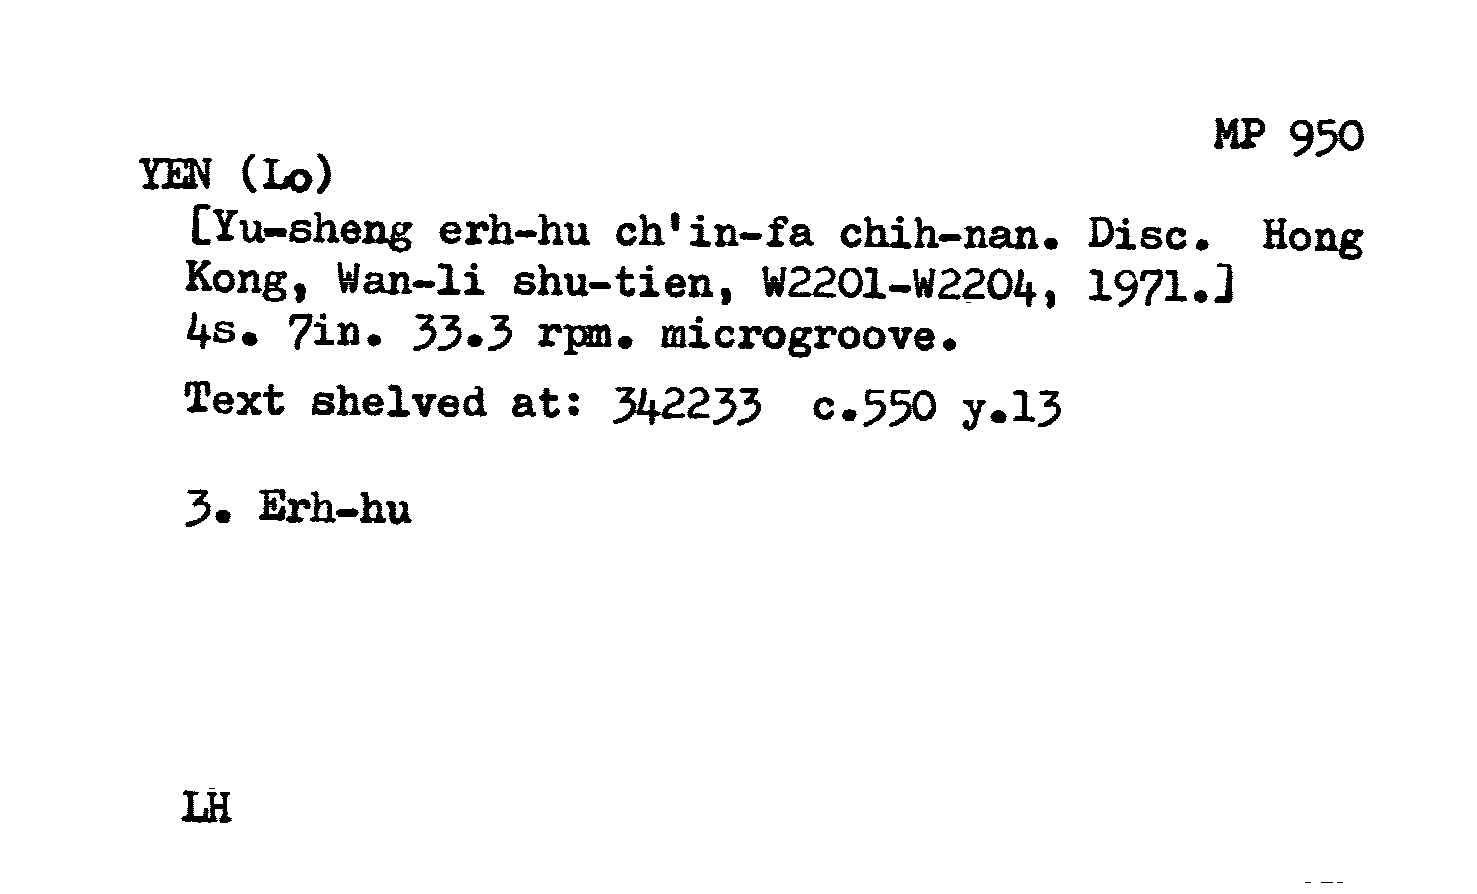 MP 950
YEN (Lo)
[Yu-sheng erh-hu ch'in-fa chih-nan. Disc. Hong
Kong, Wan-li shu-tien, W2201-W2204, 1971.]
4s. 7in. 33.3 rpm. microgroove.
Text shelved at: 342233 c.550 y.13
3. Erh-hu
LH